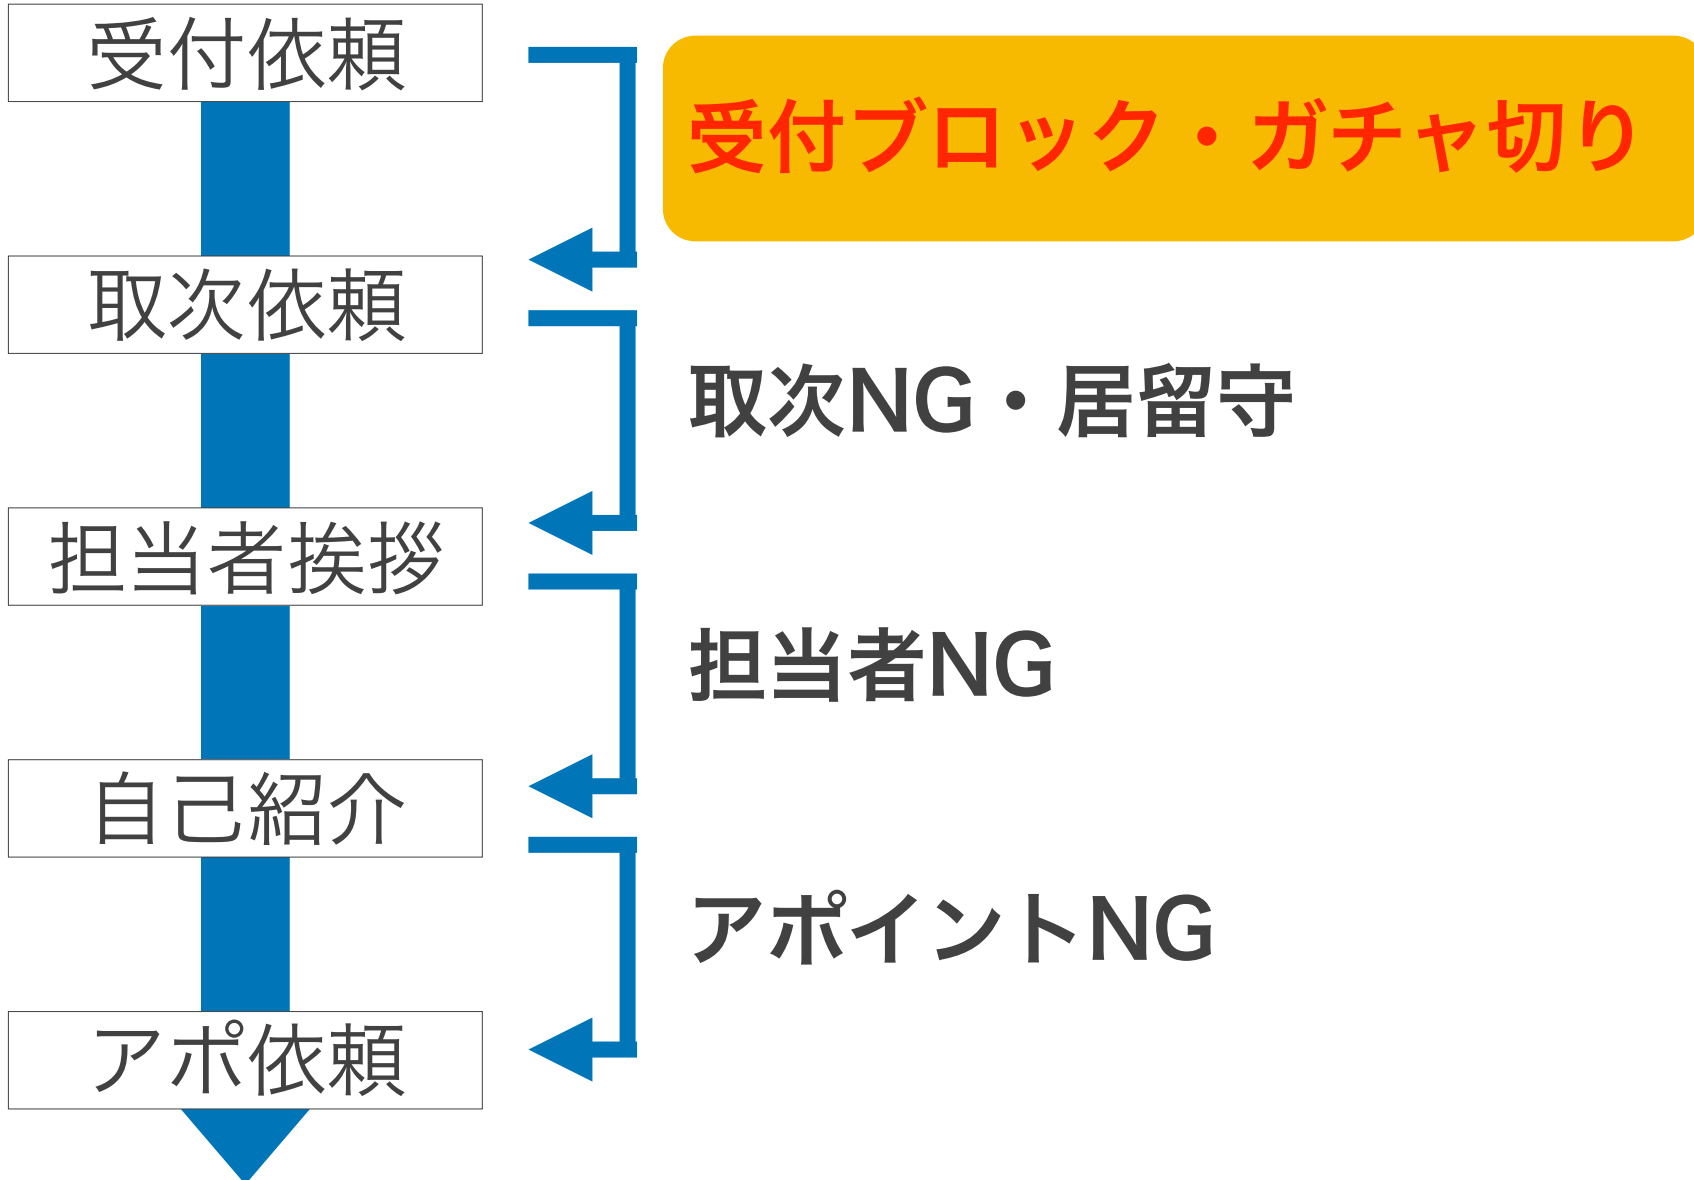 受付依頼
受付ブロック・ガチャ切り
取次依頼
取次NG・居留守
担当者挨拶
担当者NG
自己紹介
アポイントNG
アポ依頼